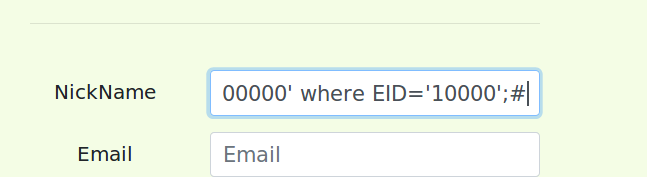 NickName 00000' where EID='10000';#
Email Email